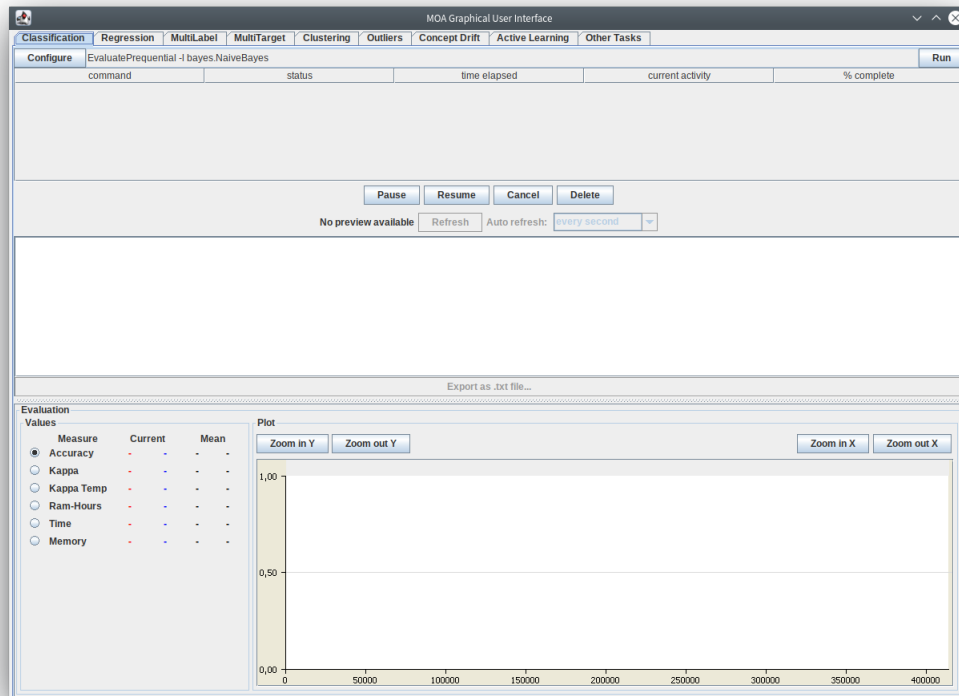 MOA Graphical User Interface
Classification Regression MultiLabel MultiTarget Clustering Outliers Concept Drift Active Learning Other Tasks
Configure EvaluatePrequential -l bayes.NaiveBayes Run
command status time elapsed current activity % complete
Pause Resume Cancel Delete
No preview available Refresh Auto refresh: every second
Export as .txt file...
Evaluation
Values
Measure Current Mean
Accuracy - - - -
Kappa - - - -
Kappa Temp - - - -
Ram-Hours - - - -
Time - - - -
Memory - - - -
Plot
Zoom in Y Zoom out Y Zoom in X Zoom out X
1,00
0,50
0,00
0 50000 100000 150000 200000 250000 300000 350000 400000